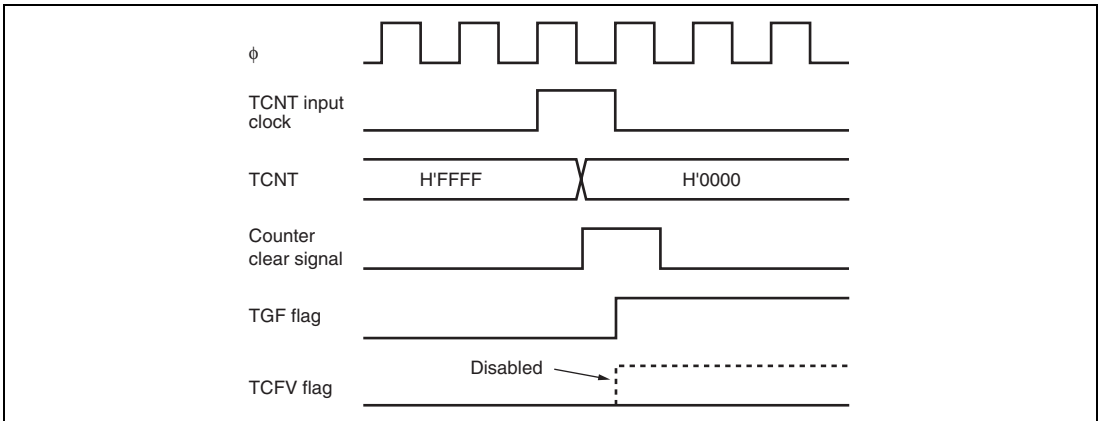 φ
TCNT input
clock
TCNT
H'FFFF
H'0000
Counter
clear signal
TGF flag
Disabled
TCFV flag